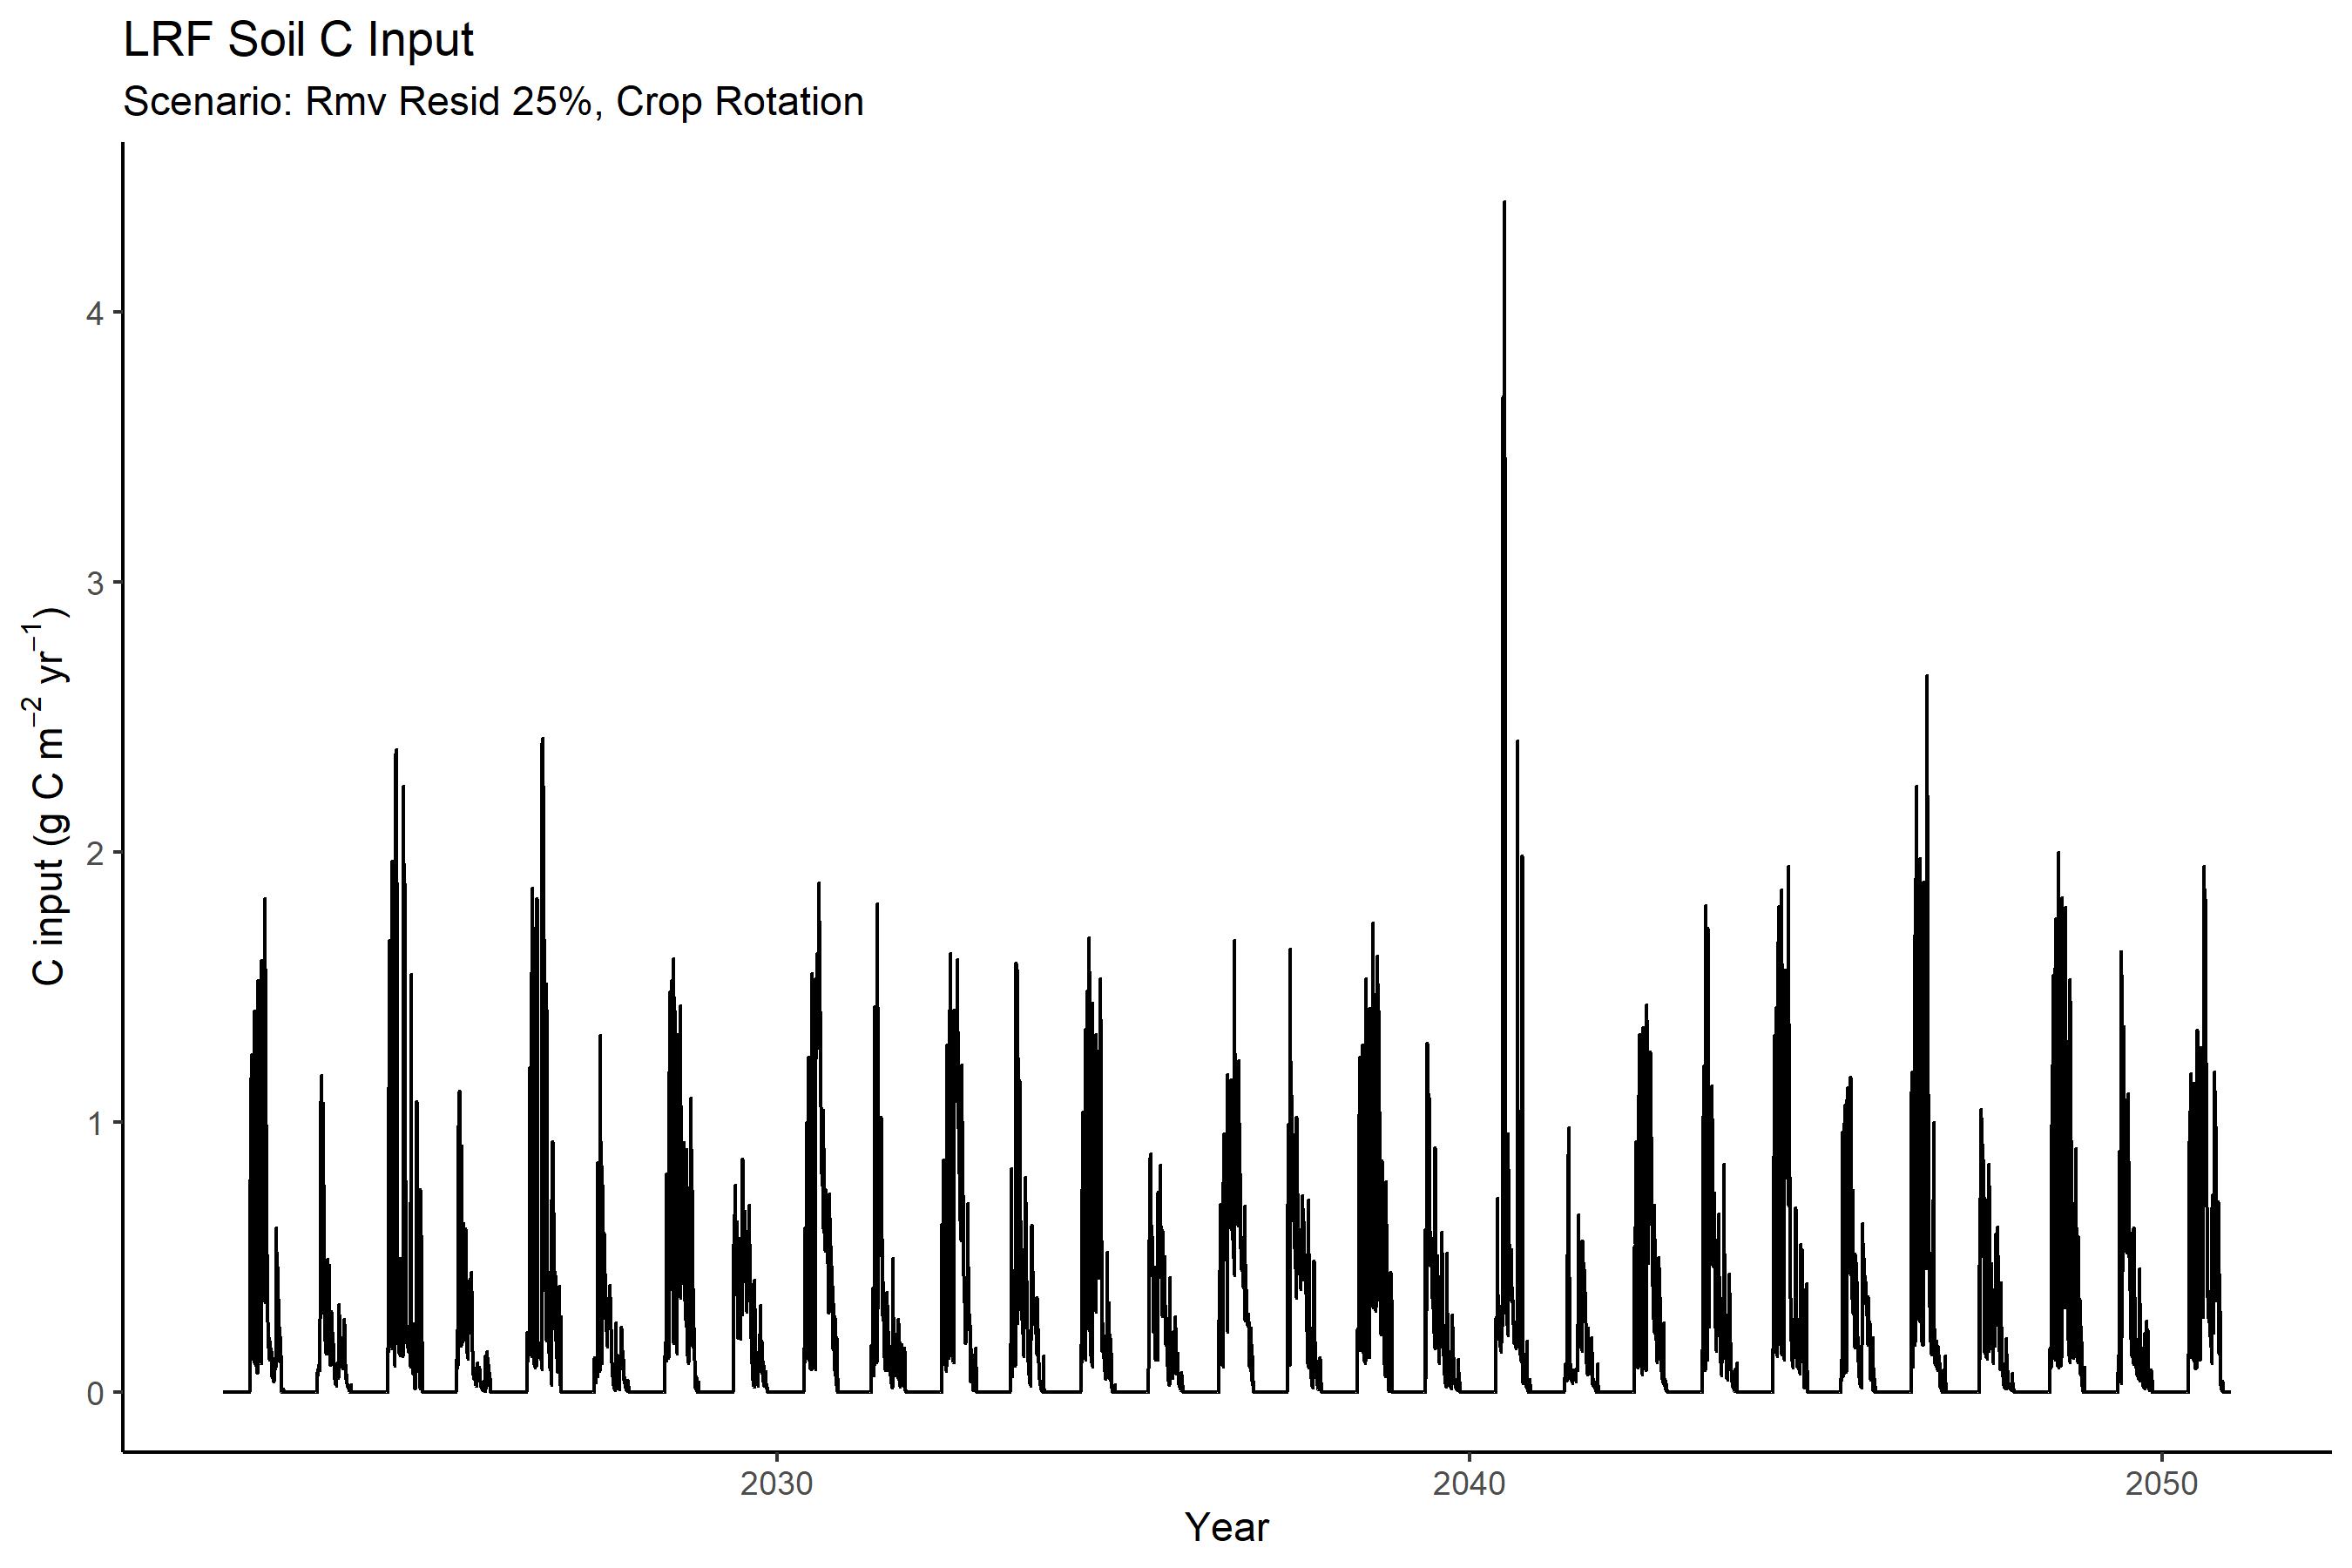 LRF Soil C Input
Scenario: Rmv Resid 25%, Crop Rotation
C input (g C m⁻² yr⁻¹)
4
3
2
1
0
2030 2040 2050
Year